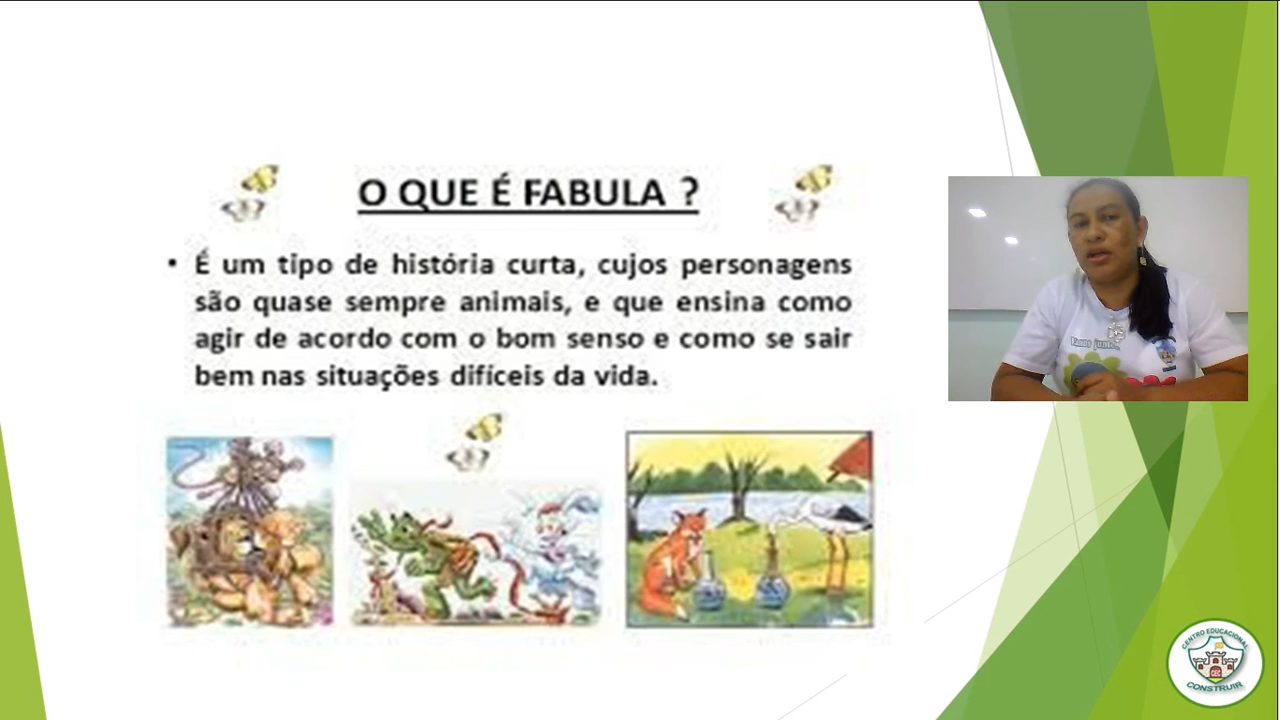 O QUE É FABULA ?
• É um tipo de história curta, cujos personagens
são quase sempre animais, e que ensina como
agir de acordo com o bom senso e como se sair
bem nas situações difíceis da vida.
CENTRO EDUCACIONAL
CEC
CONSTRUIR